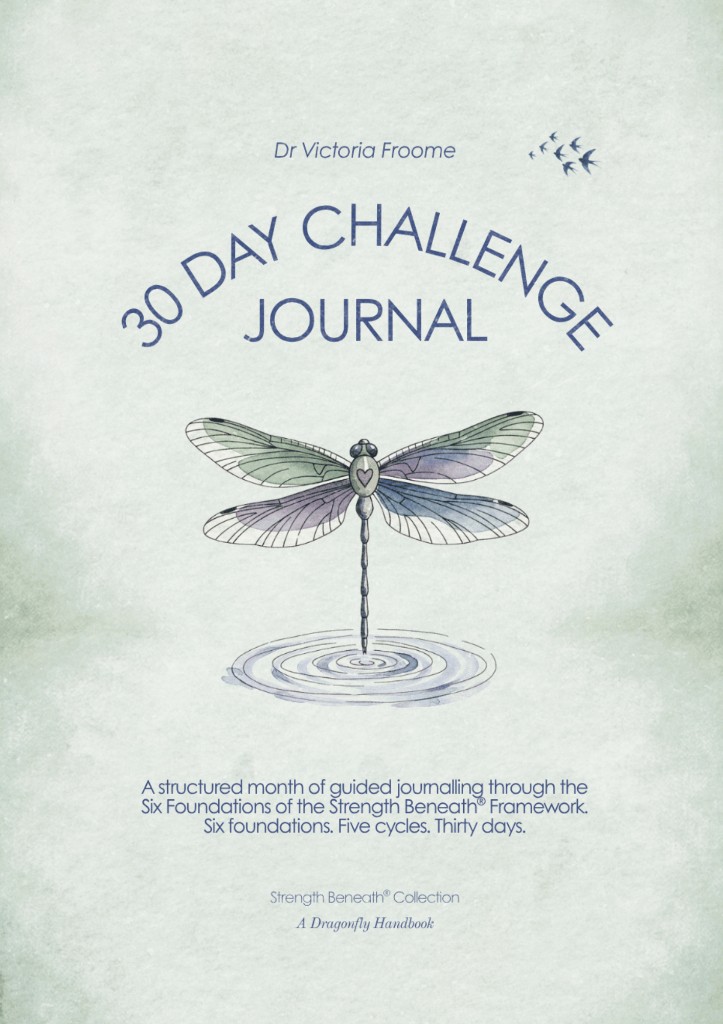 Dr Victoria Froome
30 DAY CHALLENGE
JOURNAL
A structured month of guided journalling through the
Six Foundations of the Strength Beneath® Framework.
Six foundations. Five cycles. Thirty days.
Strength Beneath® Collection
A Dragonfly Handbook